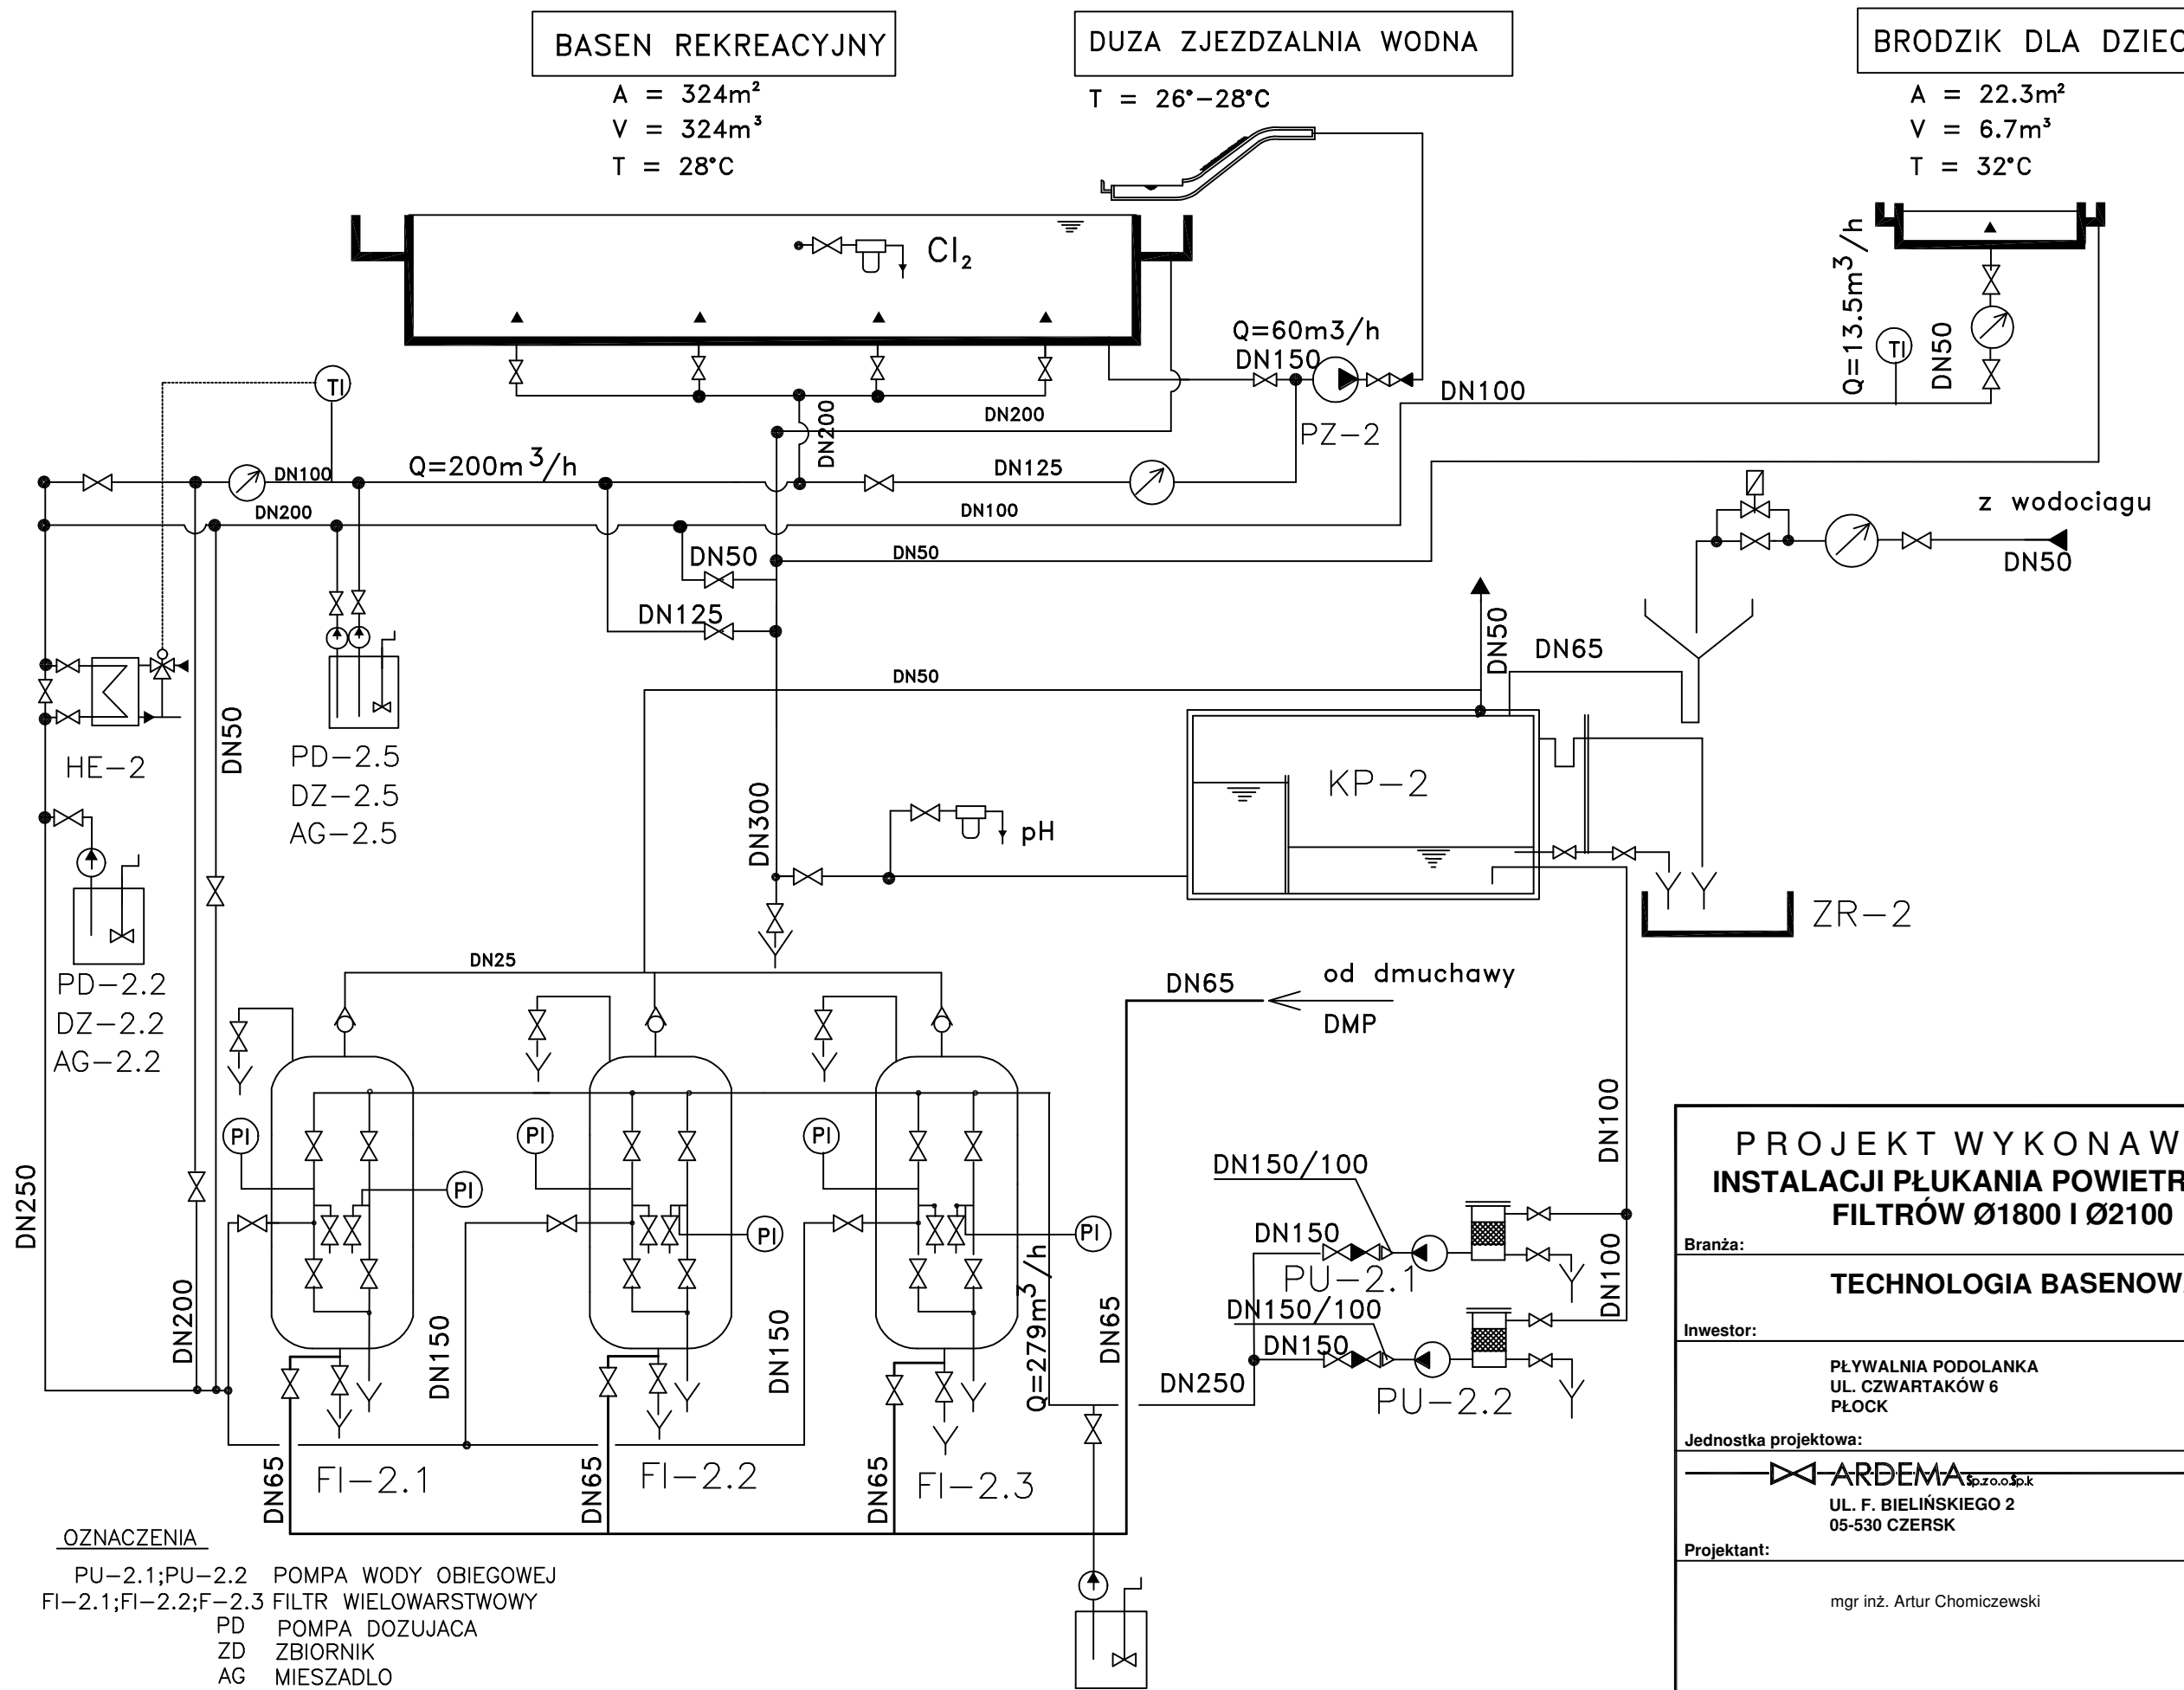 BASEN REKREACYJNY
A = 324m²
V = 324m³
T = 28°C
DUZA ZJEZDZALNIA WODNA
T = 26°-28°C
BRODZIK DLA DZIEC
A = 22.3m²
V = 6.7m³
T = 32°C
Cl₂
Q=60m3/h
DN150
PZ-2
Q=13.5m³/h
TI
DN50
DN100
TI
DN200
DN200
Q=200m³/h
DN100
DN125
DN200
DN100
z wodociagu
DN50
DN50
DN50
DN125
DN50
DN65
DN50
HE-2
DN50
PD-2.5
DZ-2.5
AG-2.5
DN300
pH
KP-2
ZR-2
PD-2.2
DZ-2.2
AG-2.2
DN25
DN65
od dmuchawy
DMP
PI
PI
PI
PI
PI
PI
DN250
DN200
DN150
DN150
Q=279m³/h
DN65
DN150/100
DN150
PU-2.1
DN150/100
DN150
PU-2.2
DN250
DN100
DN100
FI-2.1
FI-2.2
FI-2.3
DN65
DN65
DN65
OZNACZENIA
PU-2.1;PU-2.2 POMPA WODY OBIEGOWEJ
FI-2.1;FI-2.2;F-2.3 FILTR WIELOWARSTWOWY
PD POMPA DOZUJACA
ZD ZBIORNIK
AG MIESZADLO
PROJEKT WYKONAW
INSTALACJI PŁUKANIA POWIETR
FILTRÓW Ø1800 I Ø2100
Branża:
TECHNOLOGIA BASENOW
Inwestor:
PŁYWALNIA PODOLANKA
UL. CZWARTAKÓW 6
PŁOCK
Jednostka projektowa:
ARDEMA Sp.zo.o.Sp.k
UL. F. BIELIŃSKIEGO 2
05-530 CZERSK
Projektant:
mgr inż. Artur Chomiczewski